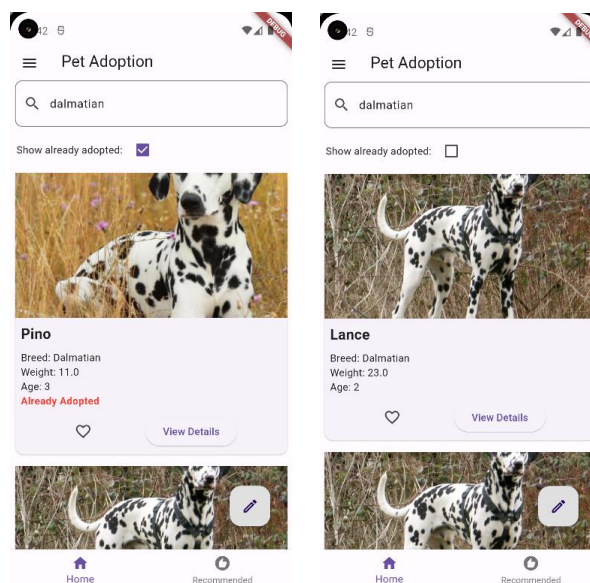 42
DEBUG
Pet Adoption
dalmatian
Show already adopted:
Pino
Breed: Dalmatian
Weight: 11.0
Age: 3
Already Adopted
View Details
Home
Recommended
42
DEBUG
Pet Adoption
dalmatian
Show already adopted:
Lance
Breed: Dalmatian
Weight: 23.0
Age: 2
View Details
Home
Recommended